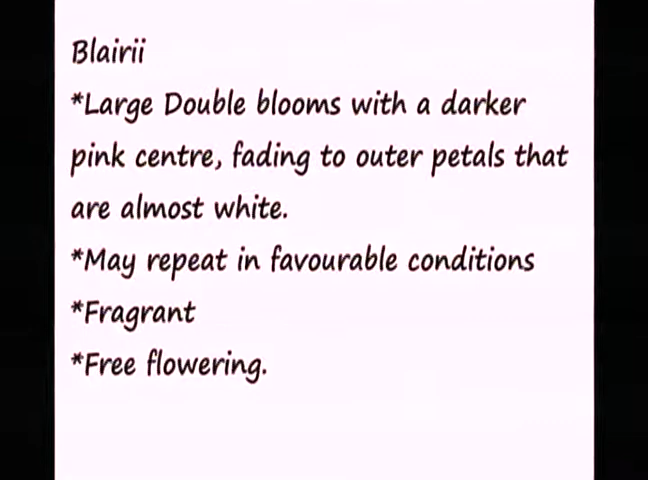 Blairii
*Large Double blooms with a darker
pink centre, fading to outer petals that
are almost white.
*May repeat in favourable conditions
*Fragrant
*Free flowering.